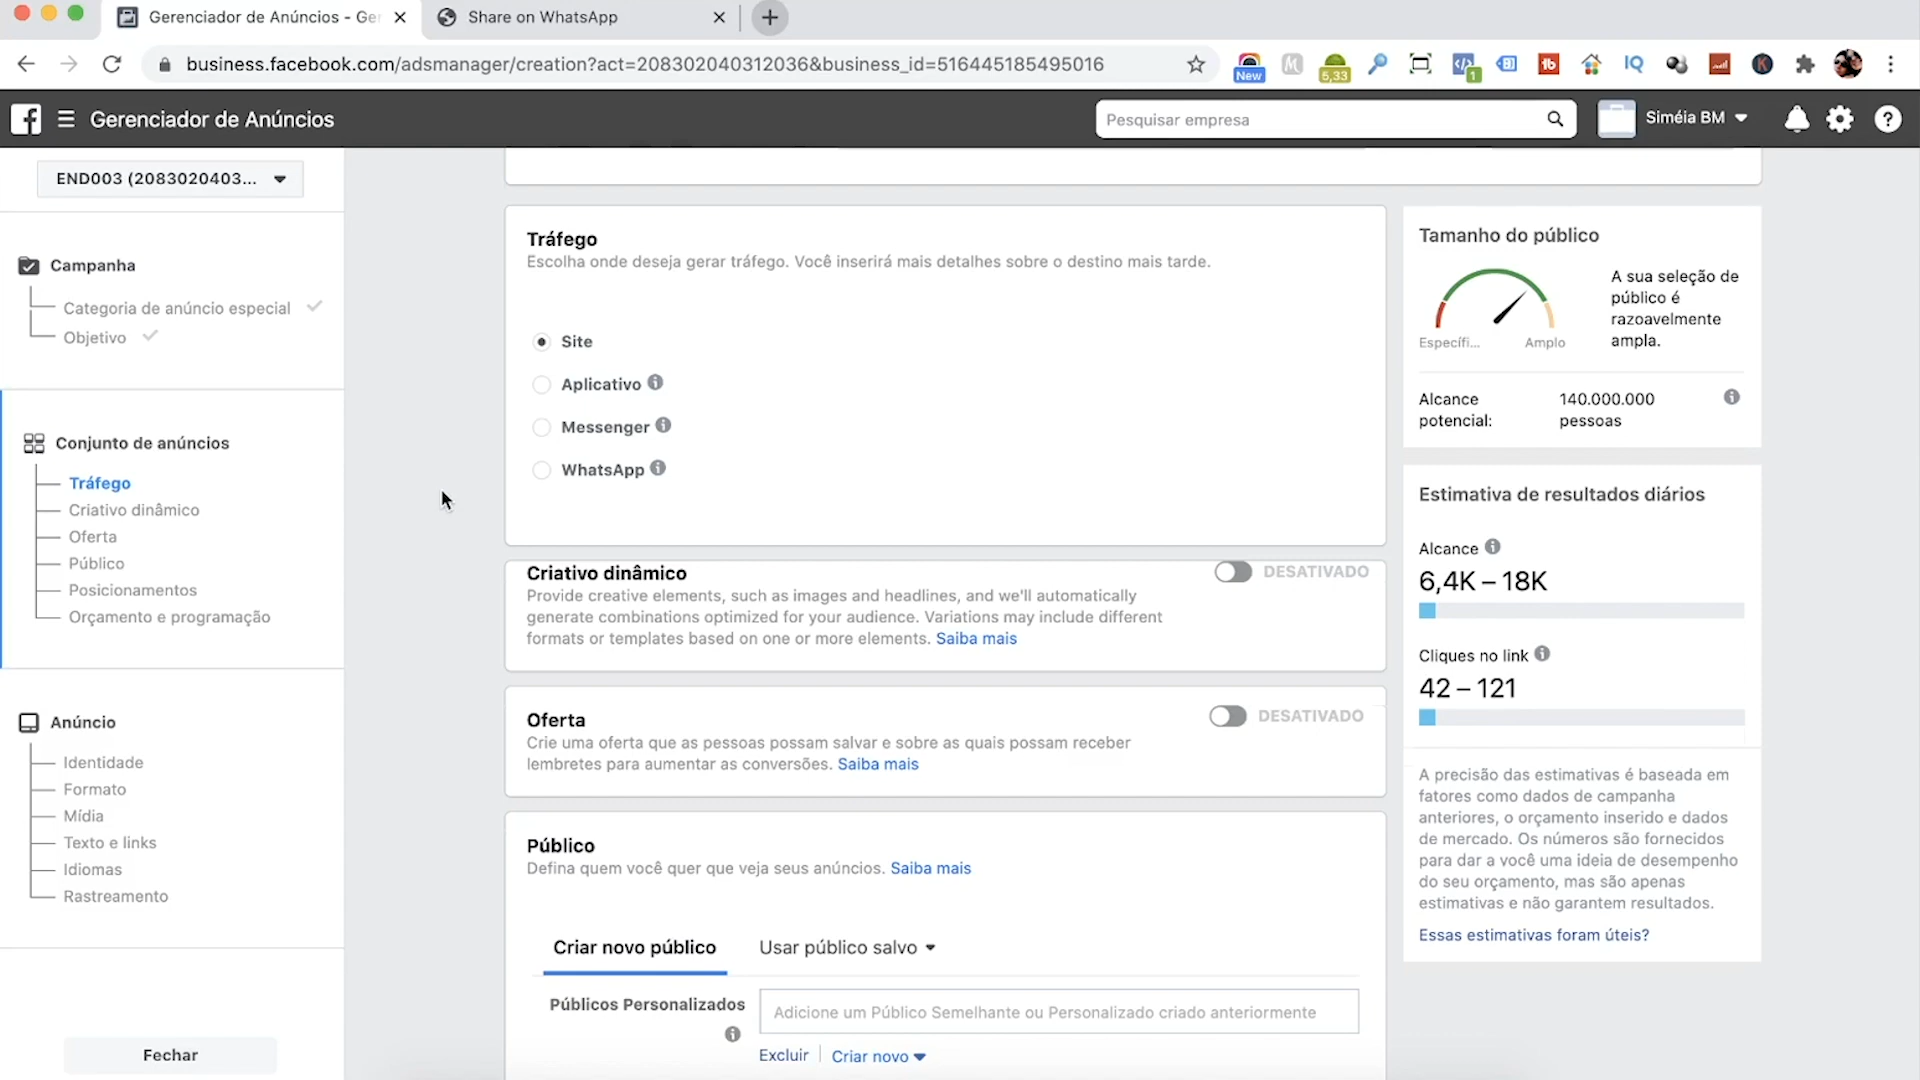 Gerenciador de Anúncios - Ger
Share on WhatsApp
business.facebook.com/adsmanager/creation?act=208302040312036&business_id=516445185495016
New
5,33
1
IQ
Gerenciador de Anúncios
Pesquisar empresa
Siméia BM
END003 (2083020403...
Campanha
Categoria de anúncio especial
Objetivo
Conjunto de anúncios
Tráfego
Criativo dinâmico
Oferta
Público
Posicionamentos
Orçamento e programação
Anúncio
Identidade
Formato
Mídia
Texto e links
Idiomas
Rastreamento
Fechar
Tráfego
Escolha onde deseja gerar tráfego. Você inserirá mais detalhes sobre o destino mais tarde.
Site
Aplicativo
Messenger
WhatsApp
Criativo dinâmico
DESATIVADO
Provide creative elements, such as images and headlines, and we'll automatically
generate combinations optimized for your audience. Variations may include different
formats or templates based on one or more elements. Saiba mais
Oferta
DESATIVADO
Crie uma oferta que as pessoas possam salvar e sobre as quais possam receber
lembretes para aumentar as conversões. Saiba mais
Público
Defina quem você quer que veja seus anúncios. Saiba mais
Criar novo público
Usar público salvo
Públicos Personalizados
Adicione um Público Semelhante ou Personalizado criado anteriormente
Excluir
Criar novo
Tamanho do público
Específi...
Amplo
A sua seleção de
público é
razoavelmente
ampla.
Alcance
potencial:
140.000.000
pessoas
Estimativa de resultados diários
Alcance
6,4K – 18K
Cliques no link
42 – 121
A precisão das estimativas é baseada em
fatores como dados de campanha
anteriores, o orçamento inserido e dados
de mercado. Os números são fornecidos
para dar a você uma ideia de desempenho
do seu orçamento, mas são apenas
estimativas e não garantem resultados.
Essas estimativas foram úteis?